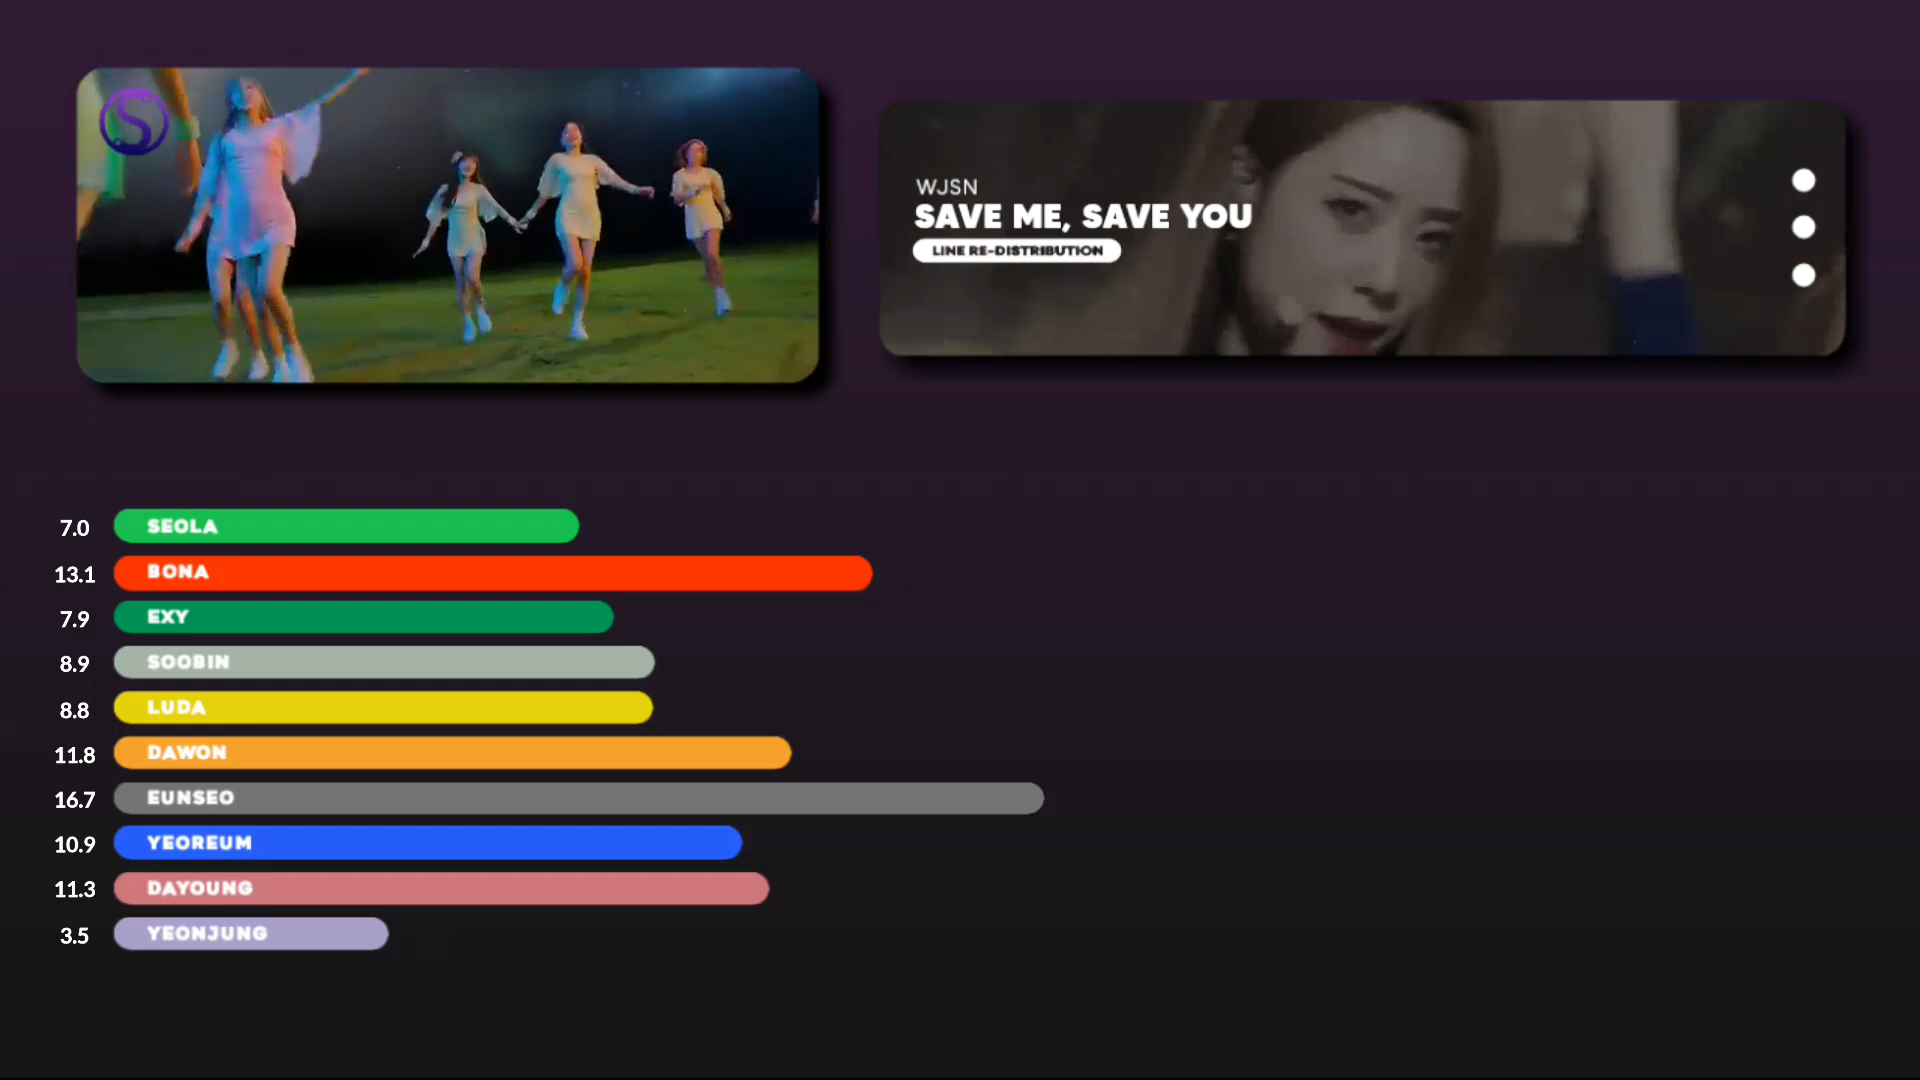 S
WJSN
SAVE ME, SAVE YOU
LINE RE-DISTRIBUTION
7.0 SEOLA
13.1 BONA
7.9 EXY
8.9 SOOBIN
8.8 LUDA
11.8 DAWON
16.7 EUNSEO
10.9 YEOREUM
11.3 DAYOUNG
3.5 YEONJUNG